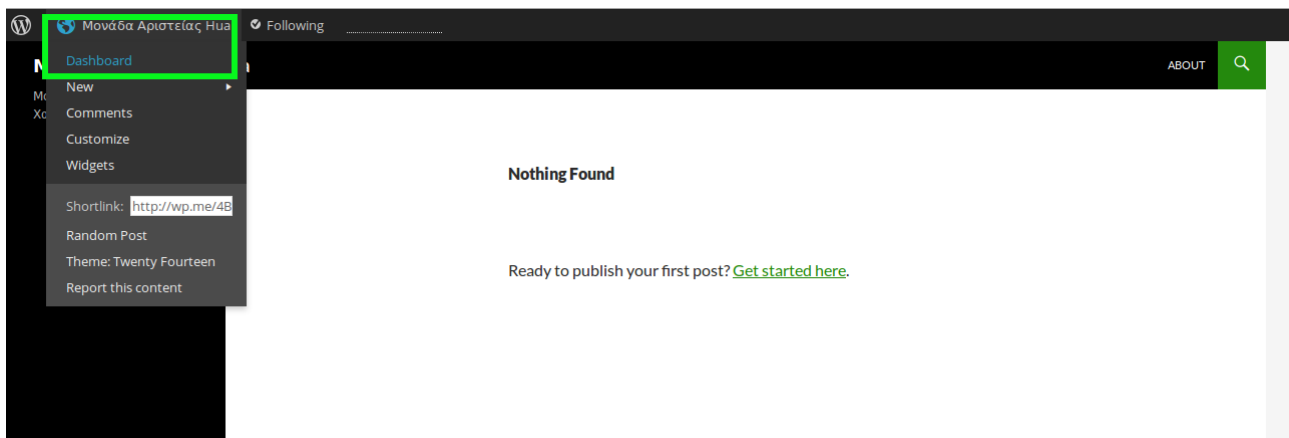 Μονάδα Αριστείας Hua Following
Dashboard
ABOUT
New
Comments
Customize
Widgets
Nothing Found
Shortlink: http://wp.me/4B
Random Post
Theme: Twenty Fourteen
Ready to publish your first post? Get started here.
Report this content